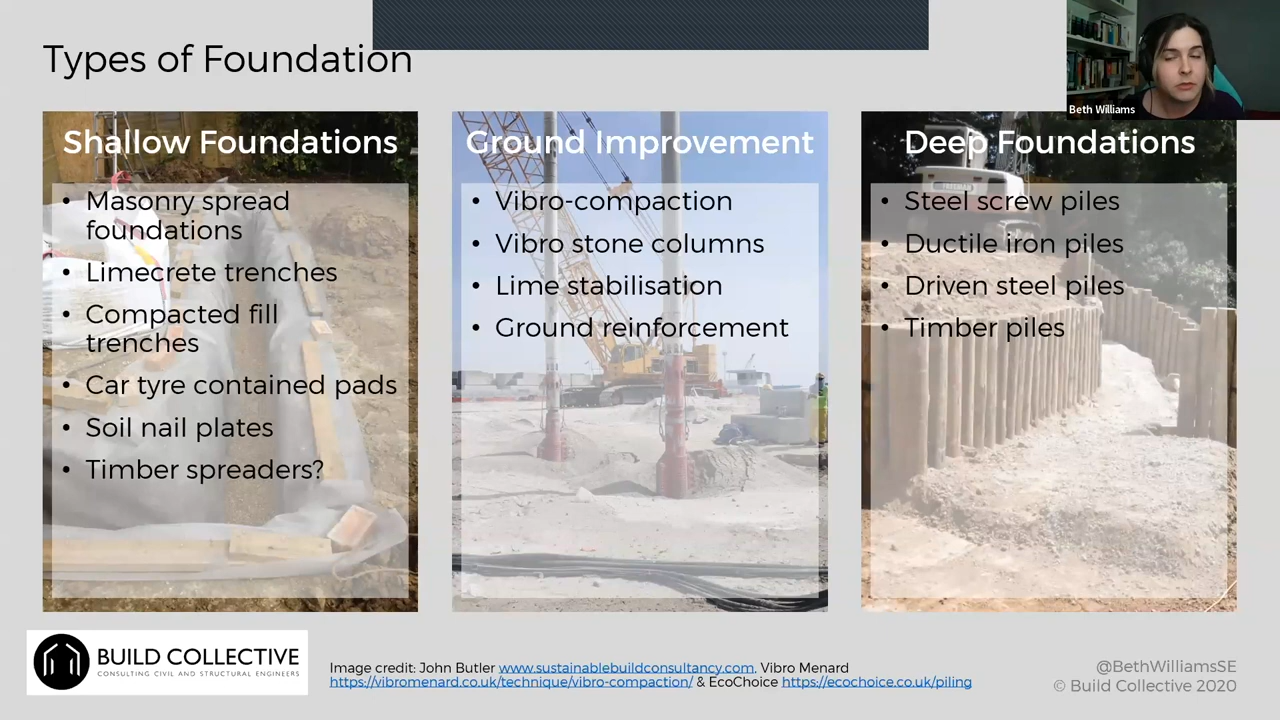 Types of Foundation
Beth Williams
Shallow Foundations
• Masonry spread
foundations
• Limecrete trenches
• Compacted fill
trenches
• Car tyre contained pads
• Soil nail plates
• Timber spreaders?
Ground Improvement
• Vibro-compaction
• Vibro stone columns
• Lime stabilisation
• Ground reinforcement
Deep Foundations
FREEMAN
• Steel screw piles
• Ductile iron piles
• Driven steel piles
• Timber piles
BUILD COLLECTIVE
CONSULTING CIVIL AND STRUCTURAL ENGINEERS
Image credit: John Butler www.sustainablebuildconsultancy.com, Vibro Menard
https://vibromenard.co.uk/technique/vibro-compaction/ & EcoChoice https://ecochoice.co.uk/piling
@BethWilliamsSE
© Build Collective 2020